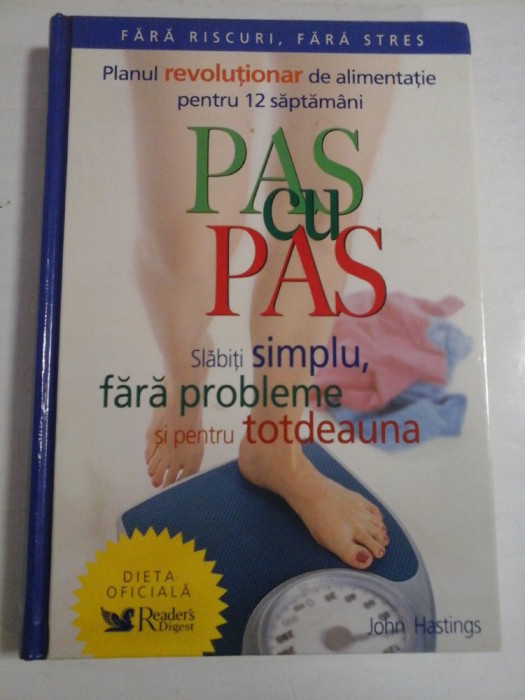 FĂRĂ RISCURI, FĂRĂ STRES
Planul revoluționar de alimentație
pentru 12 săptămâni
PAS
cu
PAS
Slăbiți simplu,
fără probleme
și pentru totdeauna
DIETA
OFICIALĂ
Reader's
Digest
John Hastings